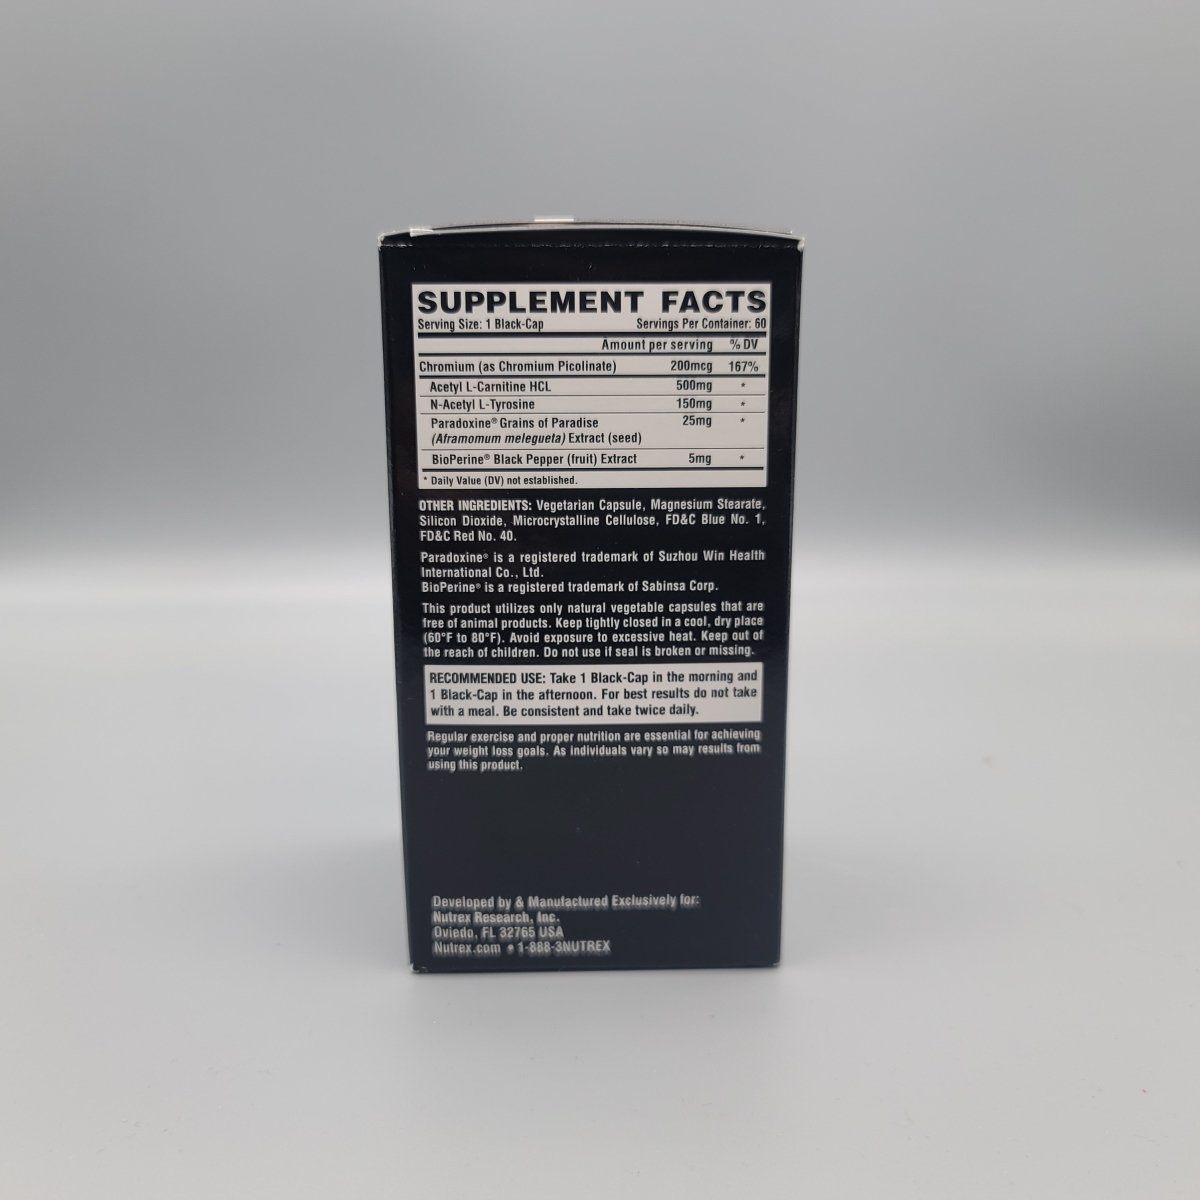 SUPPLEMENT FACTS
Serving Size: 1 Black-Cap Servings Per Container: 60
Amount per serving % DV
Chromium (as Chromium Picolinate) 200mcg 167%
Acetyl L-Carnitine HCL 500mg *
N-Acetyl L-Tyrosine 150mg *
Paradoxine® Grains of Paradise 25mg *
(Aframomum melegueta) Extract (seed)
BioPerine® Black Pepper (fruit) Extract 5mg *
* Daily Value (DV) not established.
OTHER INGREDIENTS: Vegetarian Capsule, Magnesium Stearate,
Silicon Dioxide, Microcrystalline Cellulose, FD&C Blue No. 1,
FD&C Red No. 40.
Paradoxine® is a registered trademark of Suzhou Win Health
International Co., Ltd.
BioPerine® is a registered trademark of Sabinsa Corp.
This product utilizes only natural vegetable capsules that are
free of animal products. Keep tightly closed in a cool, dry place
(60°F to 80°F). Avoid exposure to excessive heat. Keep out of
the reach of children. Do not use if seal is broken or missing.
RECOMMENDED USE: Take 1 Black-Cap in the morning and
1 Black-Cap in the afternoon. For best results do not take
with a meal. Be consistent and take twice daily.
Regular exercise and proper nutrition are essential for achieving
your weight loss goals. As individuals vary so may results from
using this product.
Developed by & Manufactured Exclusively for:
Nutrex Research, Inc.
Oviedo, FL 32765 USA
Nutrex.com • 1-888-3NUTREX